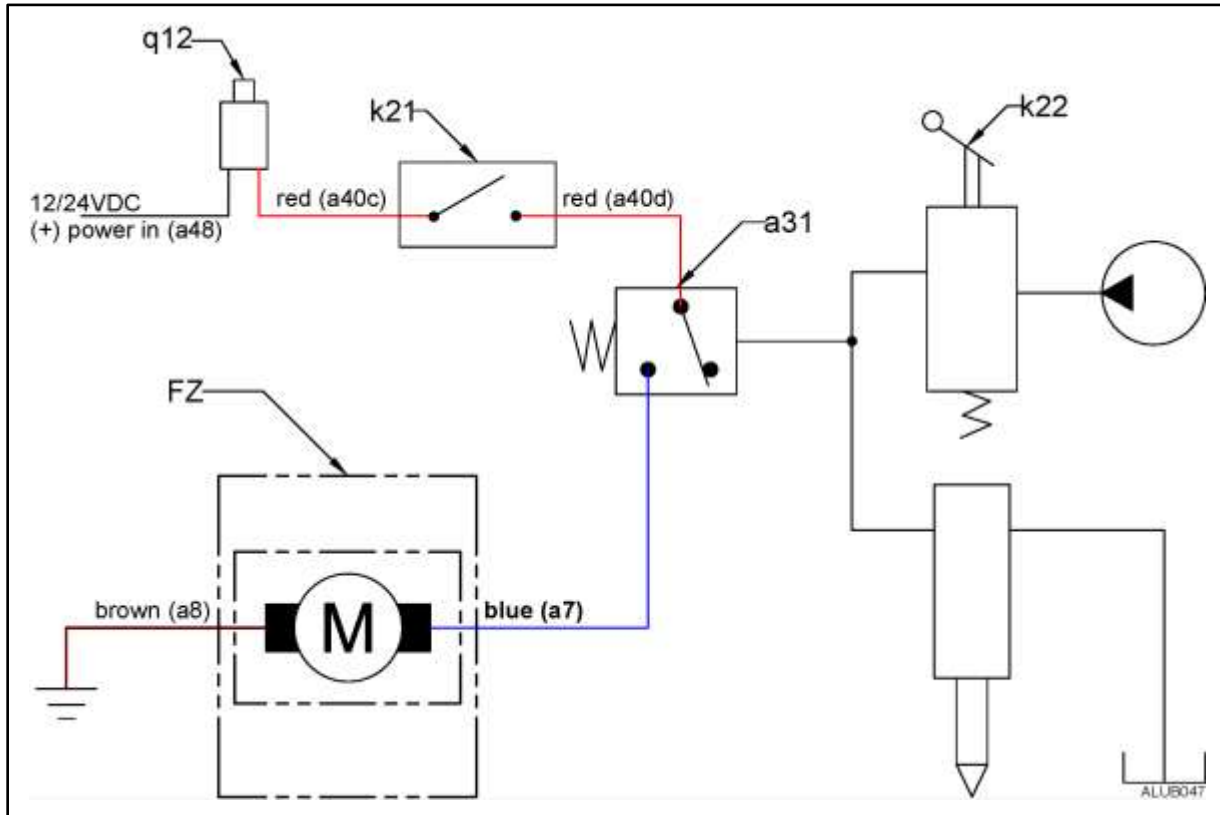 q12
k21
k22
red (a40c)
red (a40d)
12/24VDC
(+) power in (a48)
a31
FZ
brown (a8)
M
blue (a7)
ALUB047